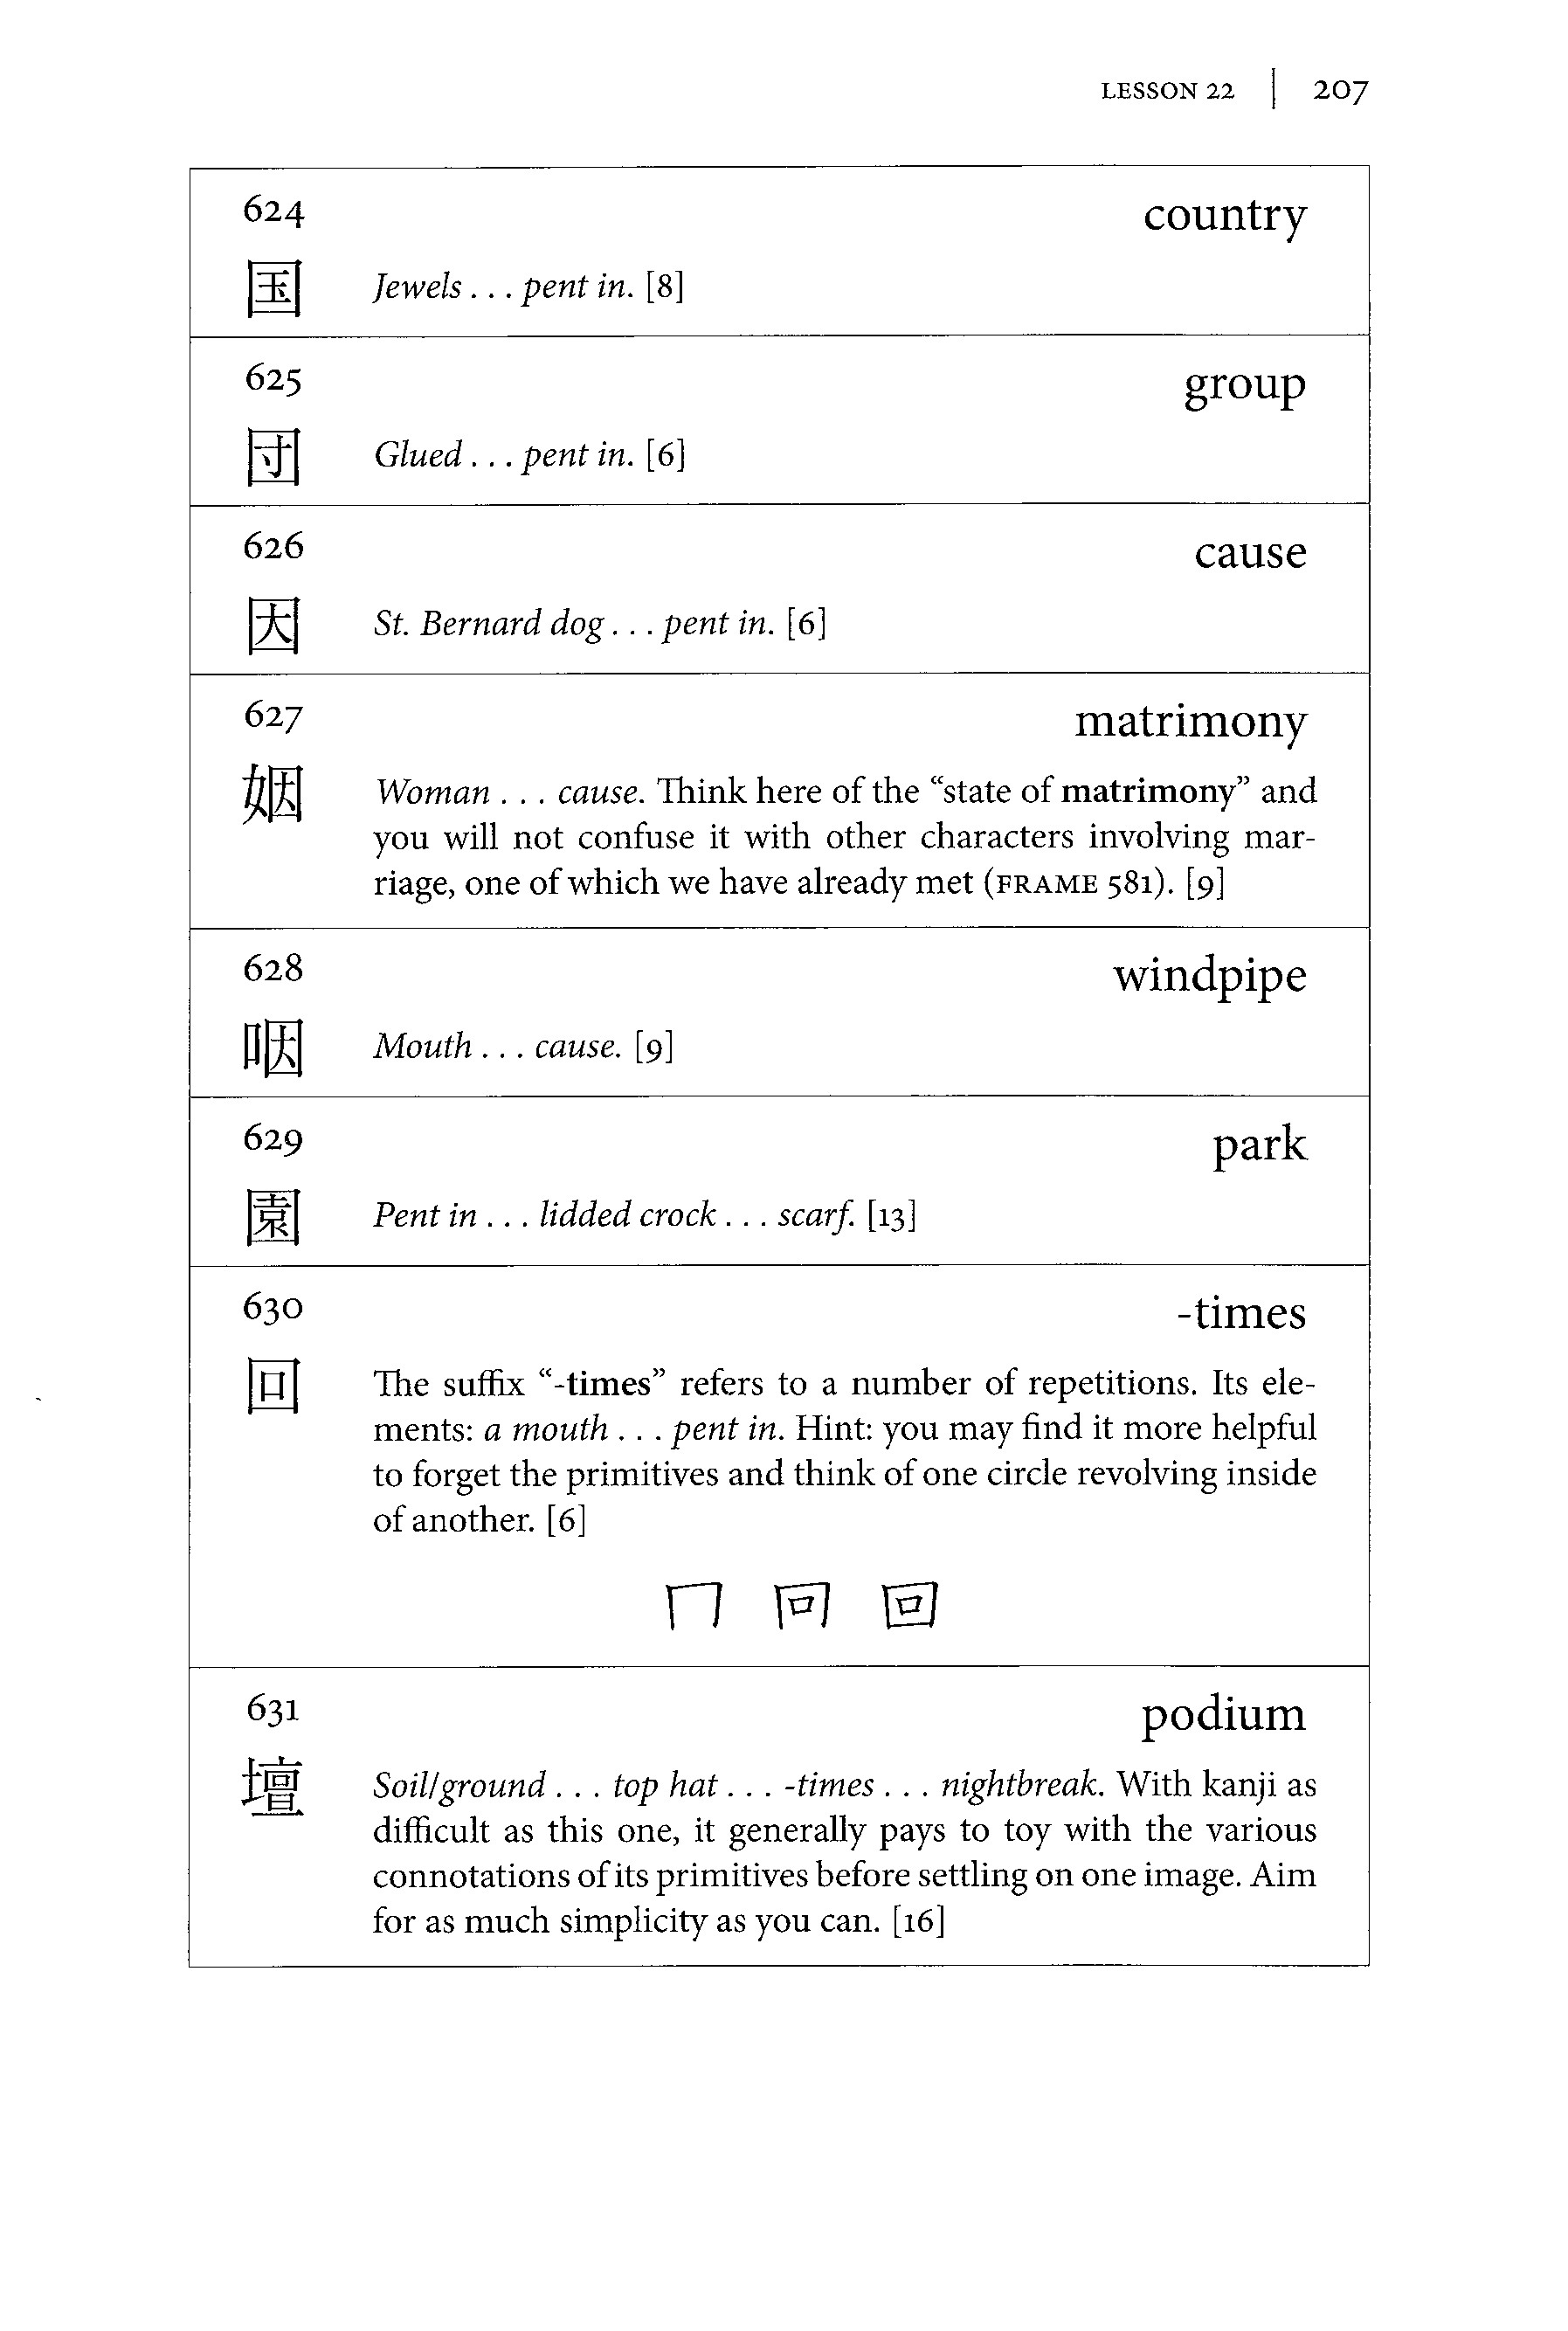 LESSON 22 | 207
624 country
国 Jewels . . . pent in. [8]
625 group
団 Glued . . . pent in. [6]
626 cause
因 St. Bernard dog . . . pent in. [6]
627 matrimony
姻 Woman . . . cause. Think here of the “state of matrimony” and
you will not confuse it with other characters involving mar-
riage, one of which we have already met (FRAME 581). [9]
628 windpipe
咽 Mouth . . . cause. [9]
629 park
園 Pent in . . . lidded crock . . . scarf. [13]
630 -times
回 The suffix “-times” refers to a number of repetitions. Its ele-
ments: a mouth . . . pent in. Hint: you may find it more helpful
to forget the primitives and think of one circle revolving inside
of another. [6]
冂 冋 回
631 podium
壇 Soil/ground . . . top hat . . . -times . . . nightbreak. With kanji as
difficult as this one, it generally pays to toy with the various
connotations of its primitives before settling on one image. Aim
for as much simplicity as you can. [16]